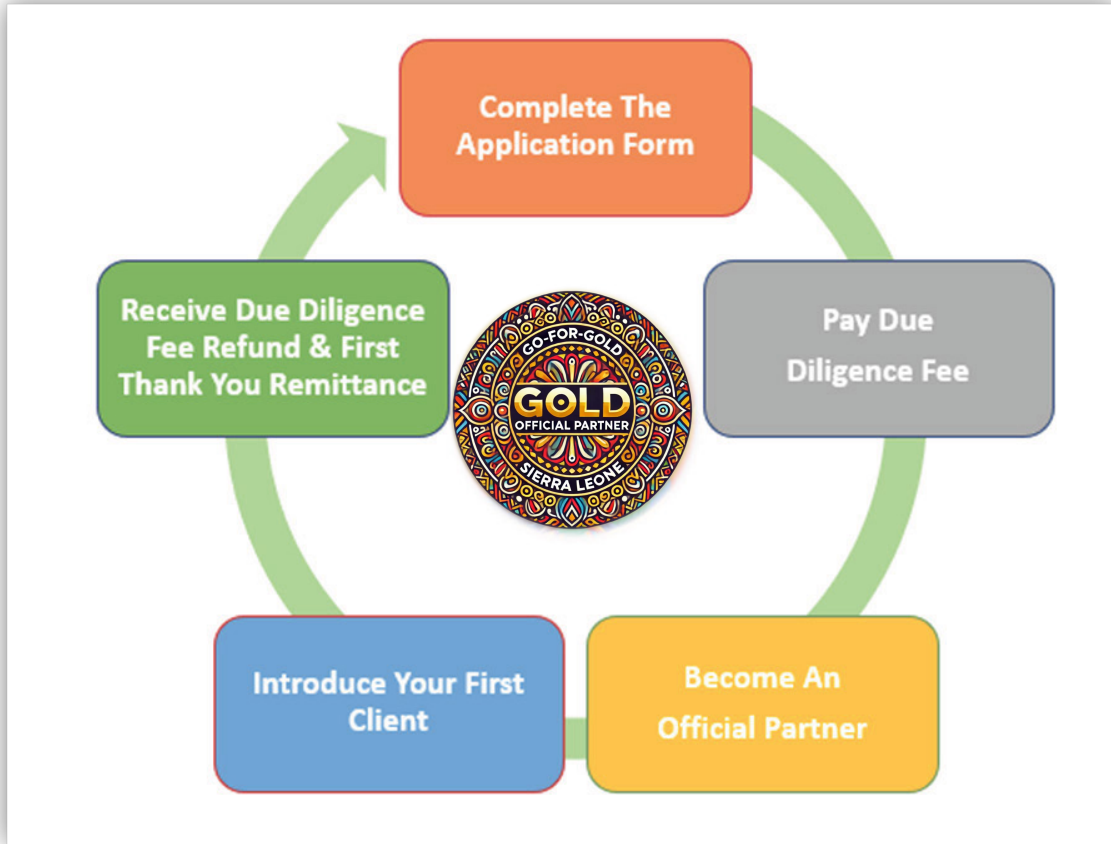 Complete The
Application Form
Pay Due
Diligence Fee
Become An
Official Partner
Introduce Your First
Client
Receive Due Diligence
Fee Refund & First
Thank You Remittance
GO-FOR-GOLD
GOLD
OFFICIAL PARTNER
SIERRA LEONE